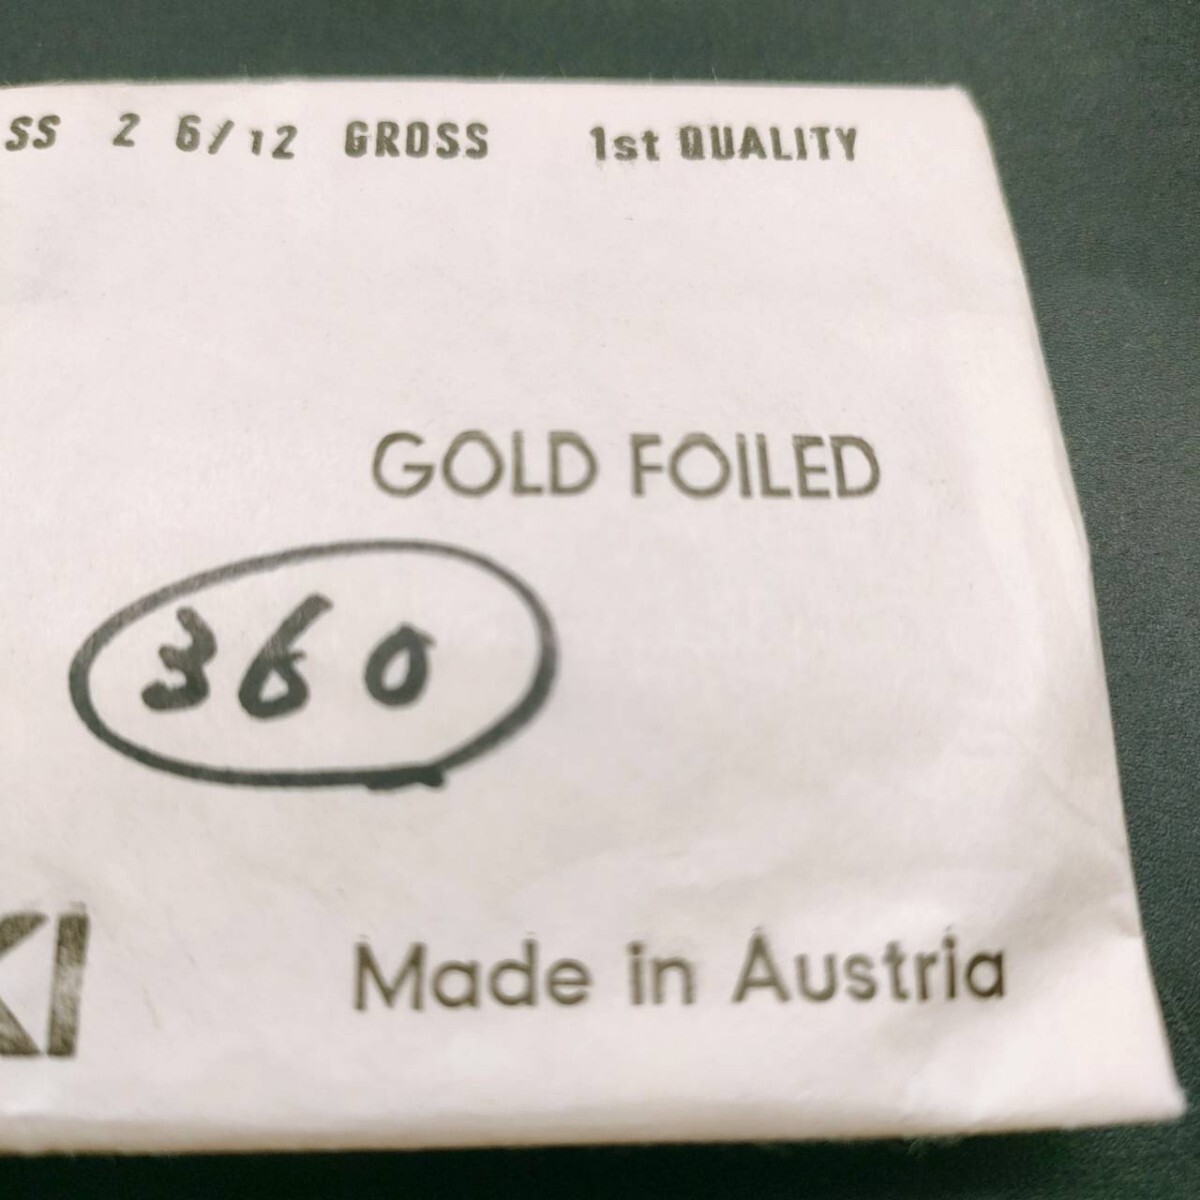 SS 2 6/12 GROSS 1st QUALITY
GOLD FOILED
360
KI Made in Austria